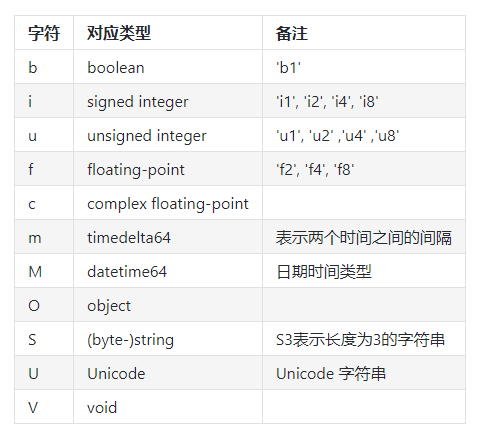 字符 对应类型 备注
b boolean 'b1'
i signed integer 'i1', 'i2', 'i4', 'i8'
u unsigned integer 'u1', 'u2' ,'u4' ,'u8'
f floating-point 'f2', 'f4', 'f8'
c complex floating-point
m timedelta64 表示两个时间之间的间隔
M datetime64 日期时间类型
O object
S (byte-)string S3表示长度为3的字符串
U Unicode Unicode 字符串
V void